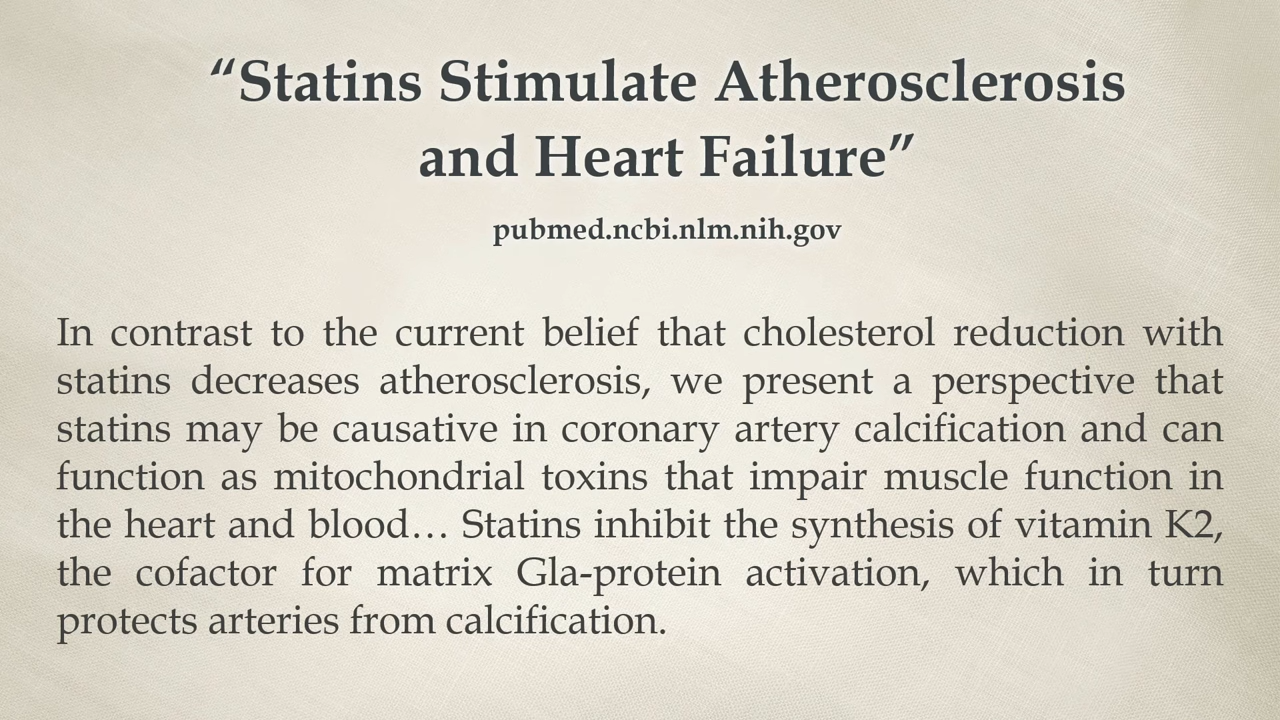 “Statins Stimulate Atherosclerosis
and Heart Failure”
pubmed.ncbi.nlm.nih.gov
In contrast to the current belief that cholesterol reduction with
statins decreases atherosclerosis, we present a perspective that
statins may be causative in coronary artery calcification and can
function as mitochondrial toxins that impair muscle function in
the heart and blood… Statins inhibit the synthesis of vitamin K2,
the cofactor for matrix Gla-protein activation, which in turn
protects arteries from calcification.